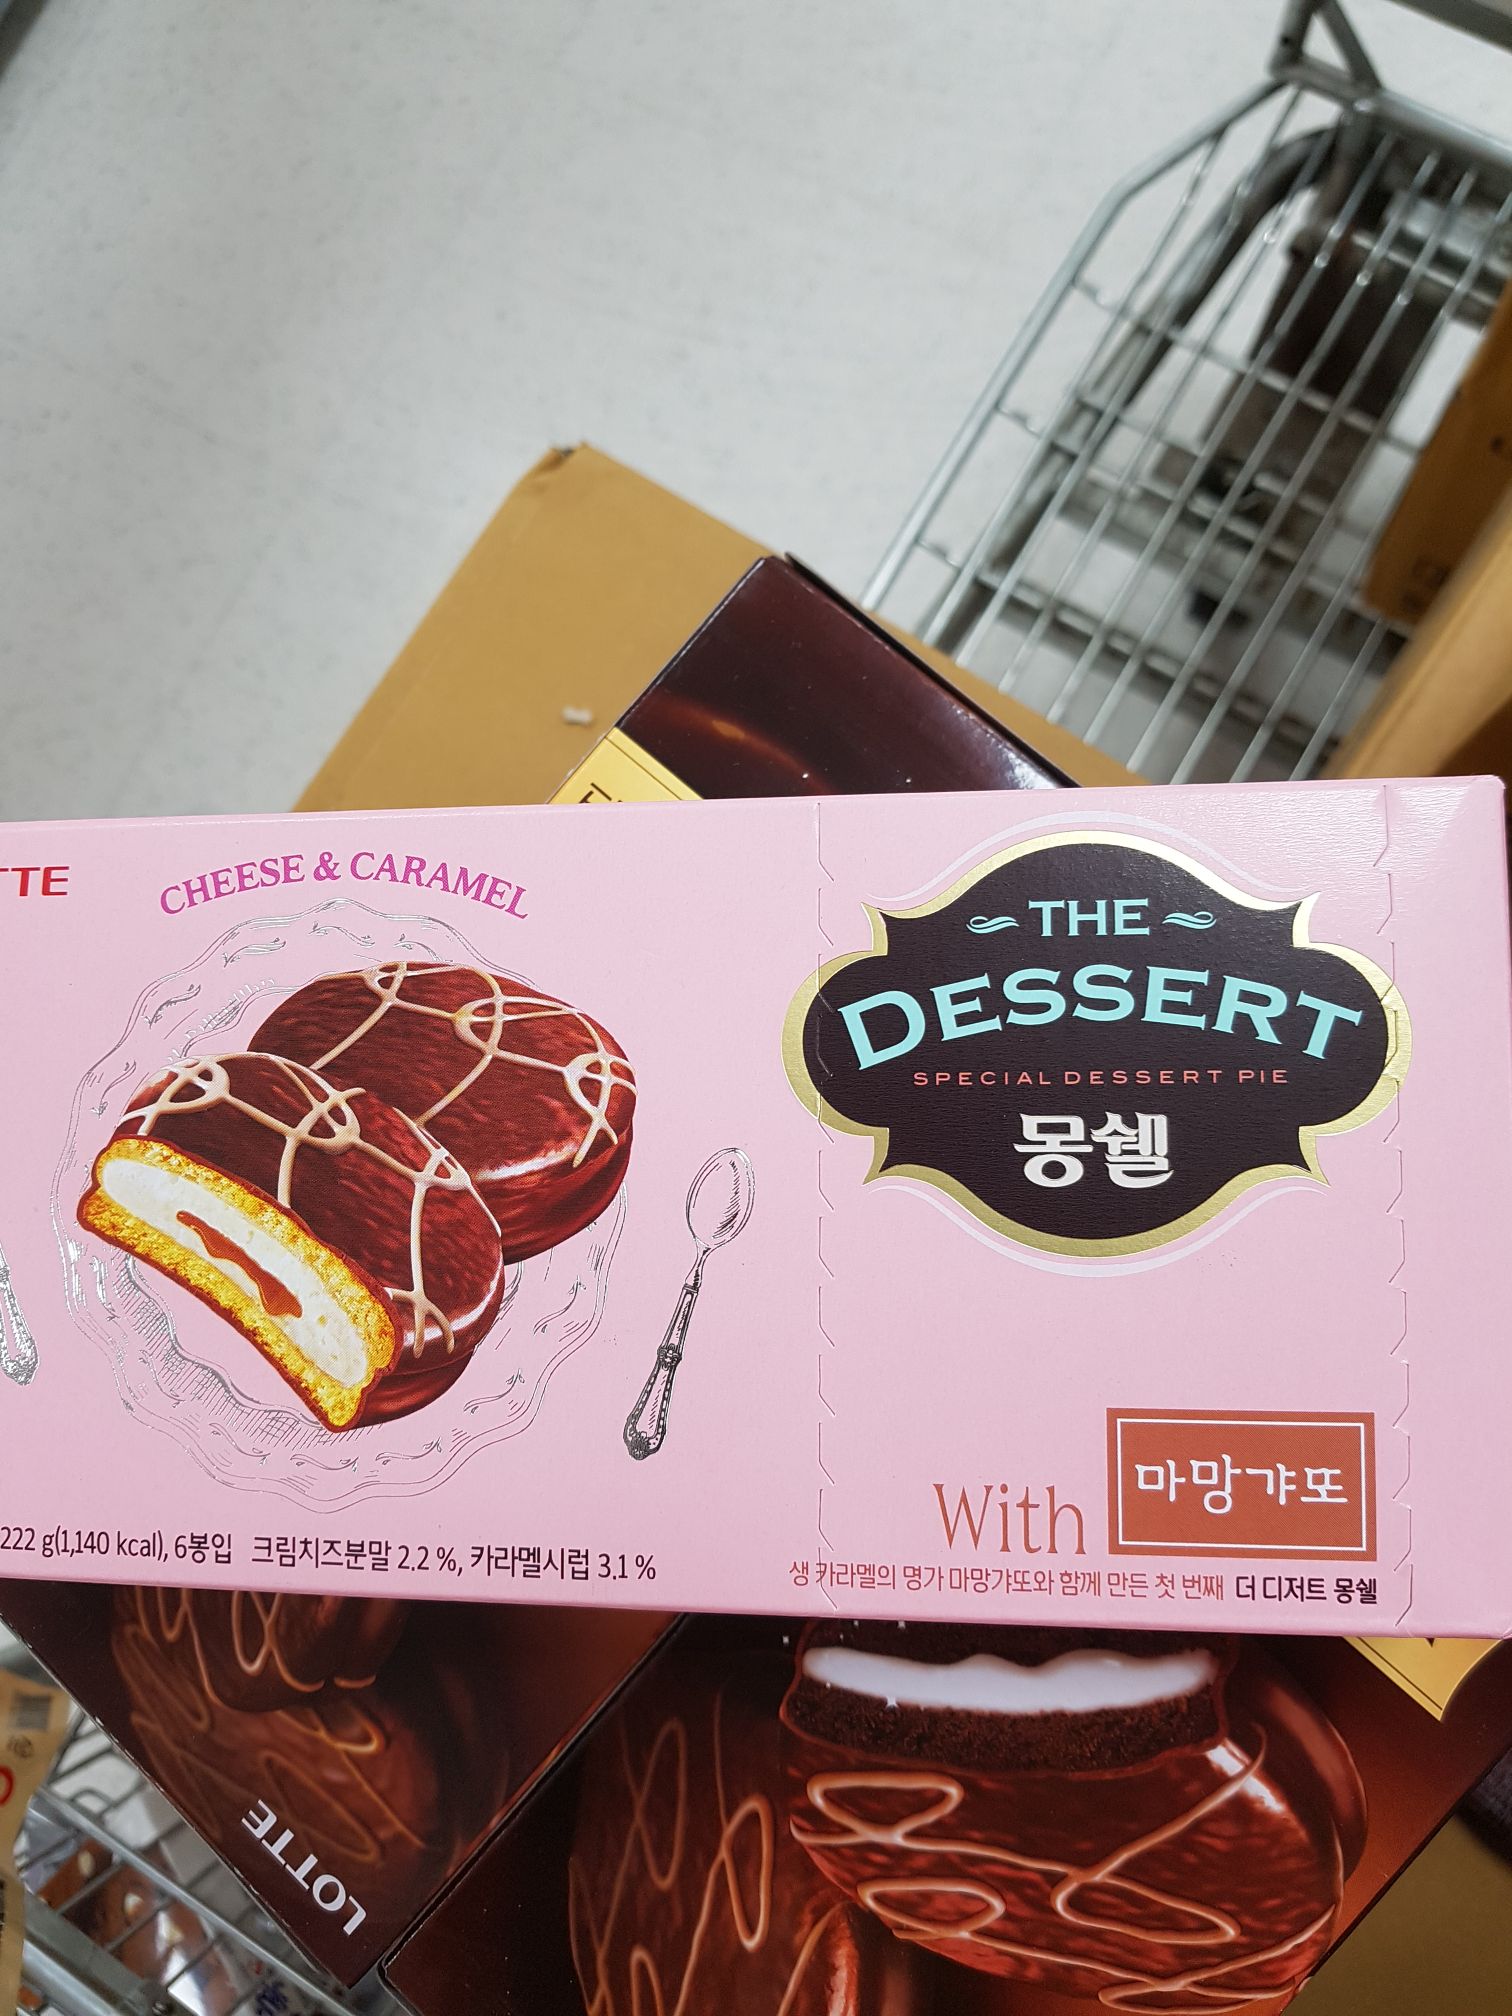 CHEESE & CARAMEL
THE
DESSERT
SPECIAL DESSERT PIE
몽쉘
With 마망갸또
생 카라멜의 명가 마망갸또와 함께 만든 첫 번째 더 디저트 몽쉘
222 g(1,140 kcal), 6봉입 크림치즈분말 2.2 %, 카라멜시럽 3.1 %
LOTTE